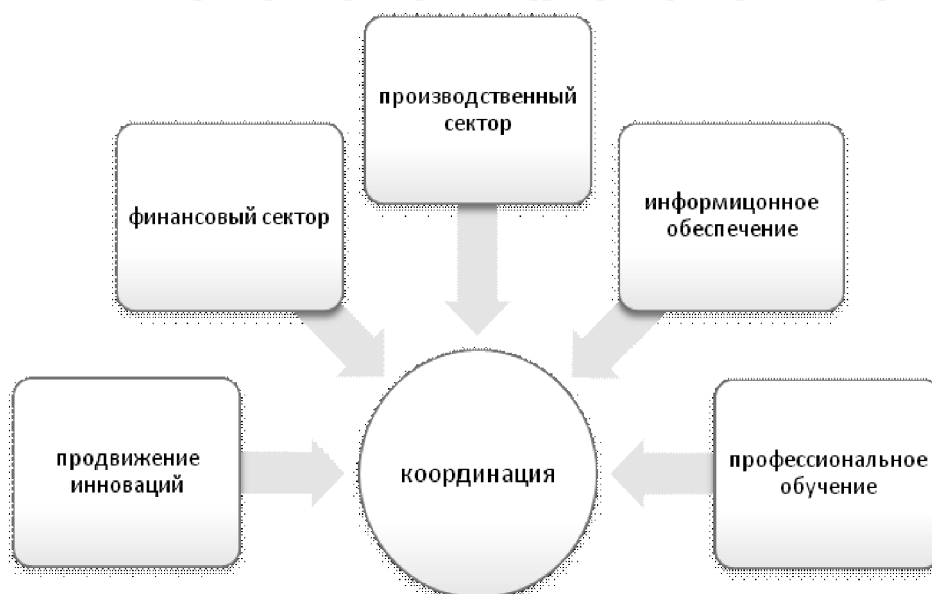 производственный
сектор
финансовый сектор
информицонное
обеспечение
продвижение
инноваций
координация
профессиональное
обучение